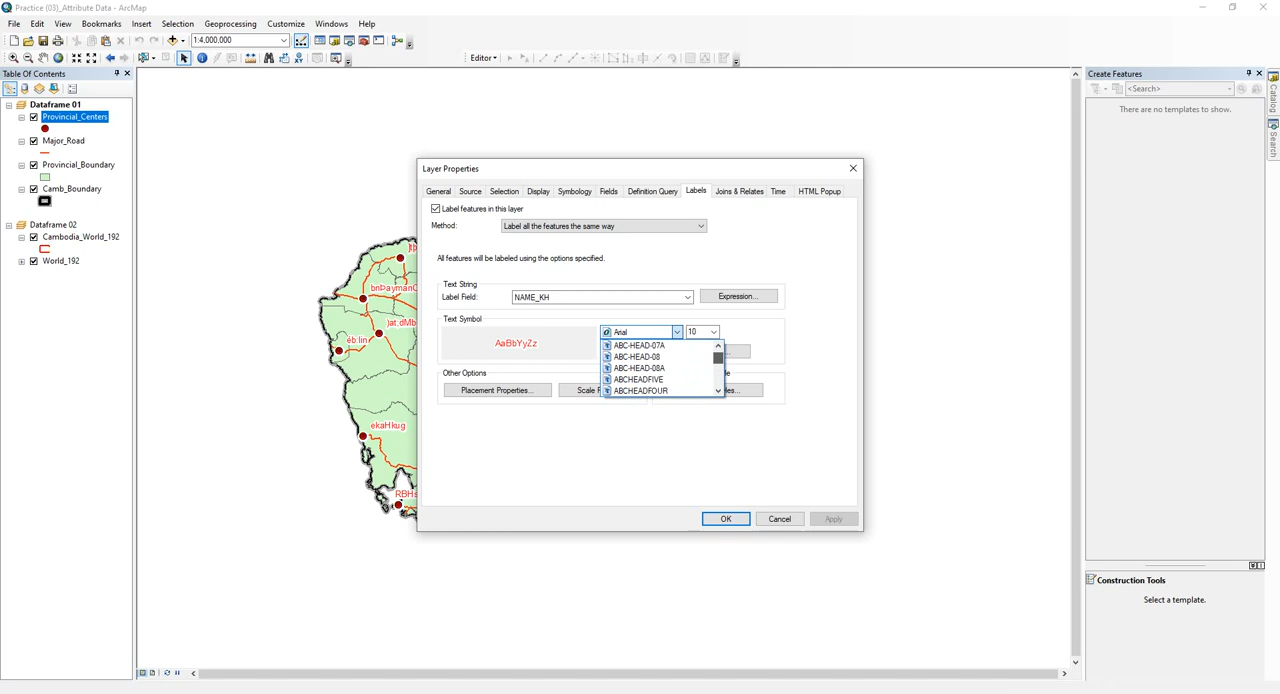 Practice (03)_Attribute Data - ArcMap
File Edit View Bookmarks Insert Selection Geoprocessing Customize Windows Help
1:4,000,000
Editor
Table Of Contents
Dataframe 01
Provincial_Centers
Major_Road
Provincial_Boundary
Camb_Boundary
Dataframe 02
Cambodia_World_192
World_192
éb:lin
ekaHkug
Layer Properties
General Source Selection Display Symbology Fields Definition Query Labels Joins & Relates Time HTML Popup
Label features in this layer
Method: Label all the features the same way
All features will be labeled using the options specified.
Text String
Label Field: NAME_KH Expression...
Text Symbol
AaBbYyZz
Arial 10
ABC-HEAD-07A
ABC-HEAD-08
ABC-HEAD-08A
ABCHEADFIVE
ABCHEADFOUR
Other Options
Placement Properties...
OK Cancel Apply
Create Features
<Search>
There are no templates to show.
Construction Tools
Select a template.
Catalog
Search